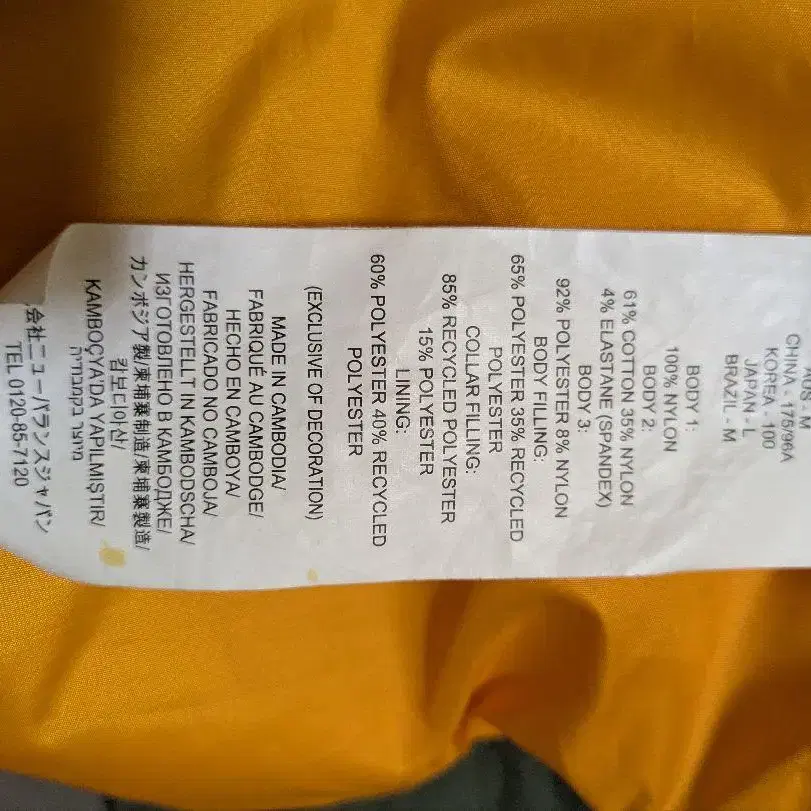 CHINA - 175/96A
KOREA - 100
JAPAN - L
BRAZIL - M
BODY 1:
100% NYLON
BODY 2:
61% COTTON 35% NYLON
4% ELASTANE (SPANDEX)
BODY 3:
92% POLYESTER 8% NYLON
BODY FILLING:
65% POLYESTER 35% RECYCLED
POLYESTER
COLLAR FILLING:
85% RECYCLED POLYESTER
15% POLYESTER
LINING:
60% POLYESTER 40% RECYCLED
POLYESTER
(EXCLUSIVE OF DECORATION)
MADE IN CAMBODIA/
FABRIQUÉ AU CAMBODGE/
HECHO EN CAMBOYA/
FABRICADO NO CAMBOJA/
HERGESTELLT IN KAMBODSCHA/
ИЗГОТОВЛЕНО В КАМБОДЖЕ/
カンボジア製/柬埔寨制造/柬埔寨製造/
캄보디아산/
KAMBOÇYA'DA YAPILMIŞTIR/
מיוצר בקמבודיה
会社ニューバランスジャパン
TEL 0120-85-7120